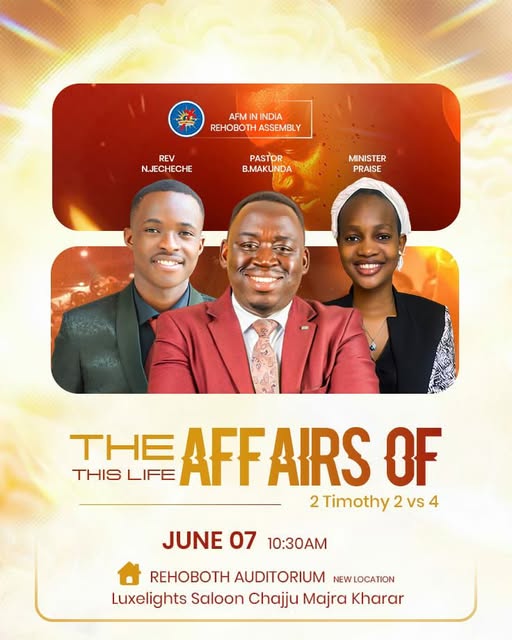 AFM IN INDIA
REHOBOTH ASSEMBLY
REV
N.JECHECHE
PASTOR
B.MAKUNDA
MINISTER
PRAISE
THE
THIS LIFE
AFFAIRS OF
2 Timothy 2 vs 4
JUNE 07 10:30AM
REHOBOTH AUDITORIUM NEW LOCATION
Luxelights Saloon Chajju Majra Kharar